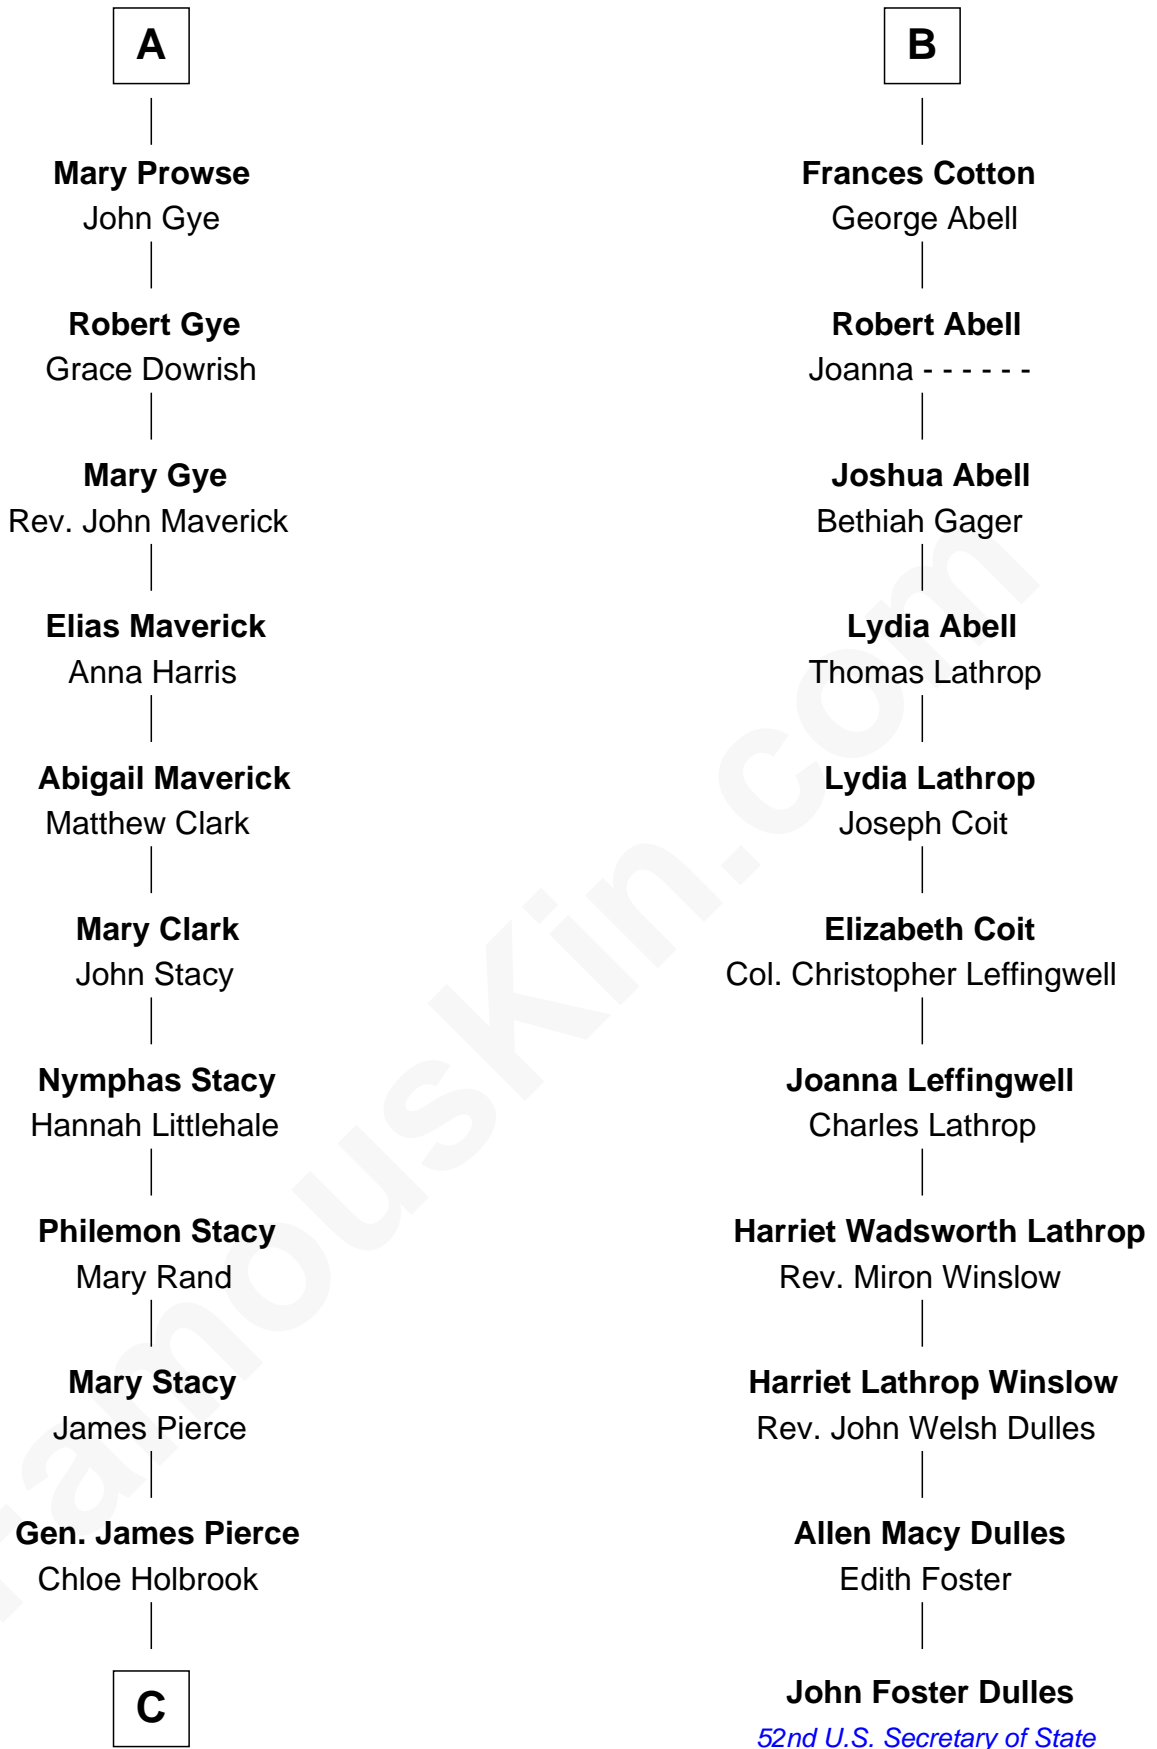 A
Mary Prowse
John Gye
Robert Gye
Grace Dowrish
Mary Gye
Rev. John Maverick
Elias Maverick
Anna Harris
Abigail Maverick
Matthew Clark
Mary Clark
John Stacy
Nymphas Stacy
Hannah Littlehale
Philemon Stacy
Mary Rand
Mary Stacy
James Pierce
Gen. James Pierce
Chloe Holbrook
C
B
Frances Cotton
George Abell
Robert Abell
Joanna - - - - - -
Joshua Abell
Bethiah Gager
Lydia Abell
Thomas Lathrop
Lydia Lathrop
Joseph Coit
Elizabeth Coit
Col. Christopher Leffingwell
Joanna Leffingwell
Charles Lathrop
Harriet Wadsworth Lathrop
Rev. Miron Winslow
Harriet Lathrop Winslow
Rev. John Welsh Dulles
Allen Macy Dulles
Edith Foster
John Foster Dulles
52nd U.S. Secretary of State
FamousKin.com